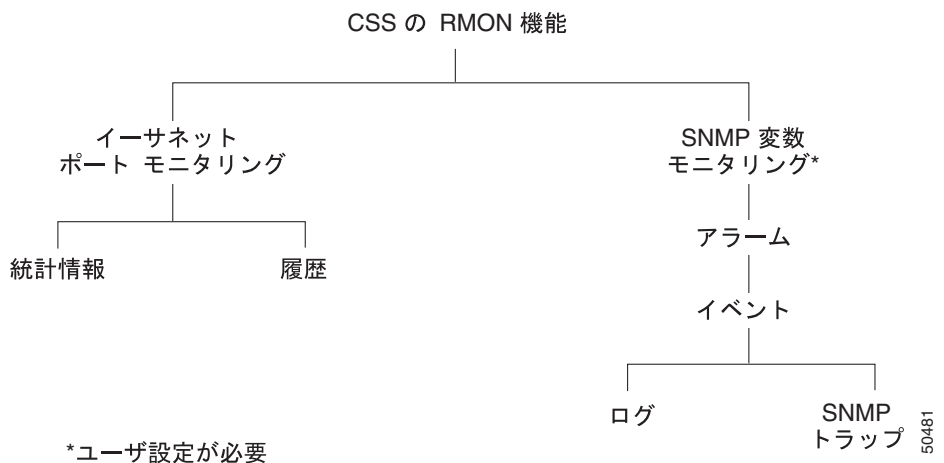 CSS の RMON 機能
イーサネット
ポート モニタリング
SNMP 変数
モニタリング*
統計情報
履歴
アラーム
イベント
ログ
SNMP
トラップ
*ユーザ設定が必要
50481